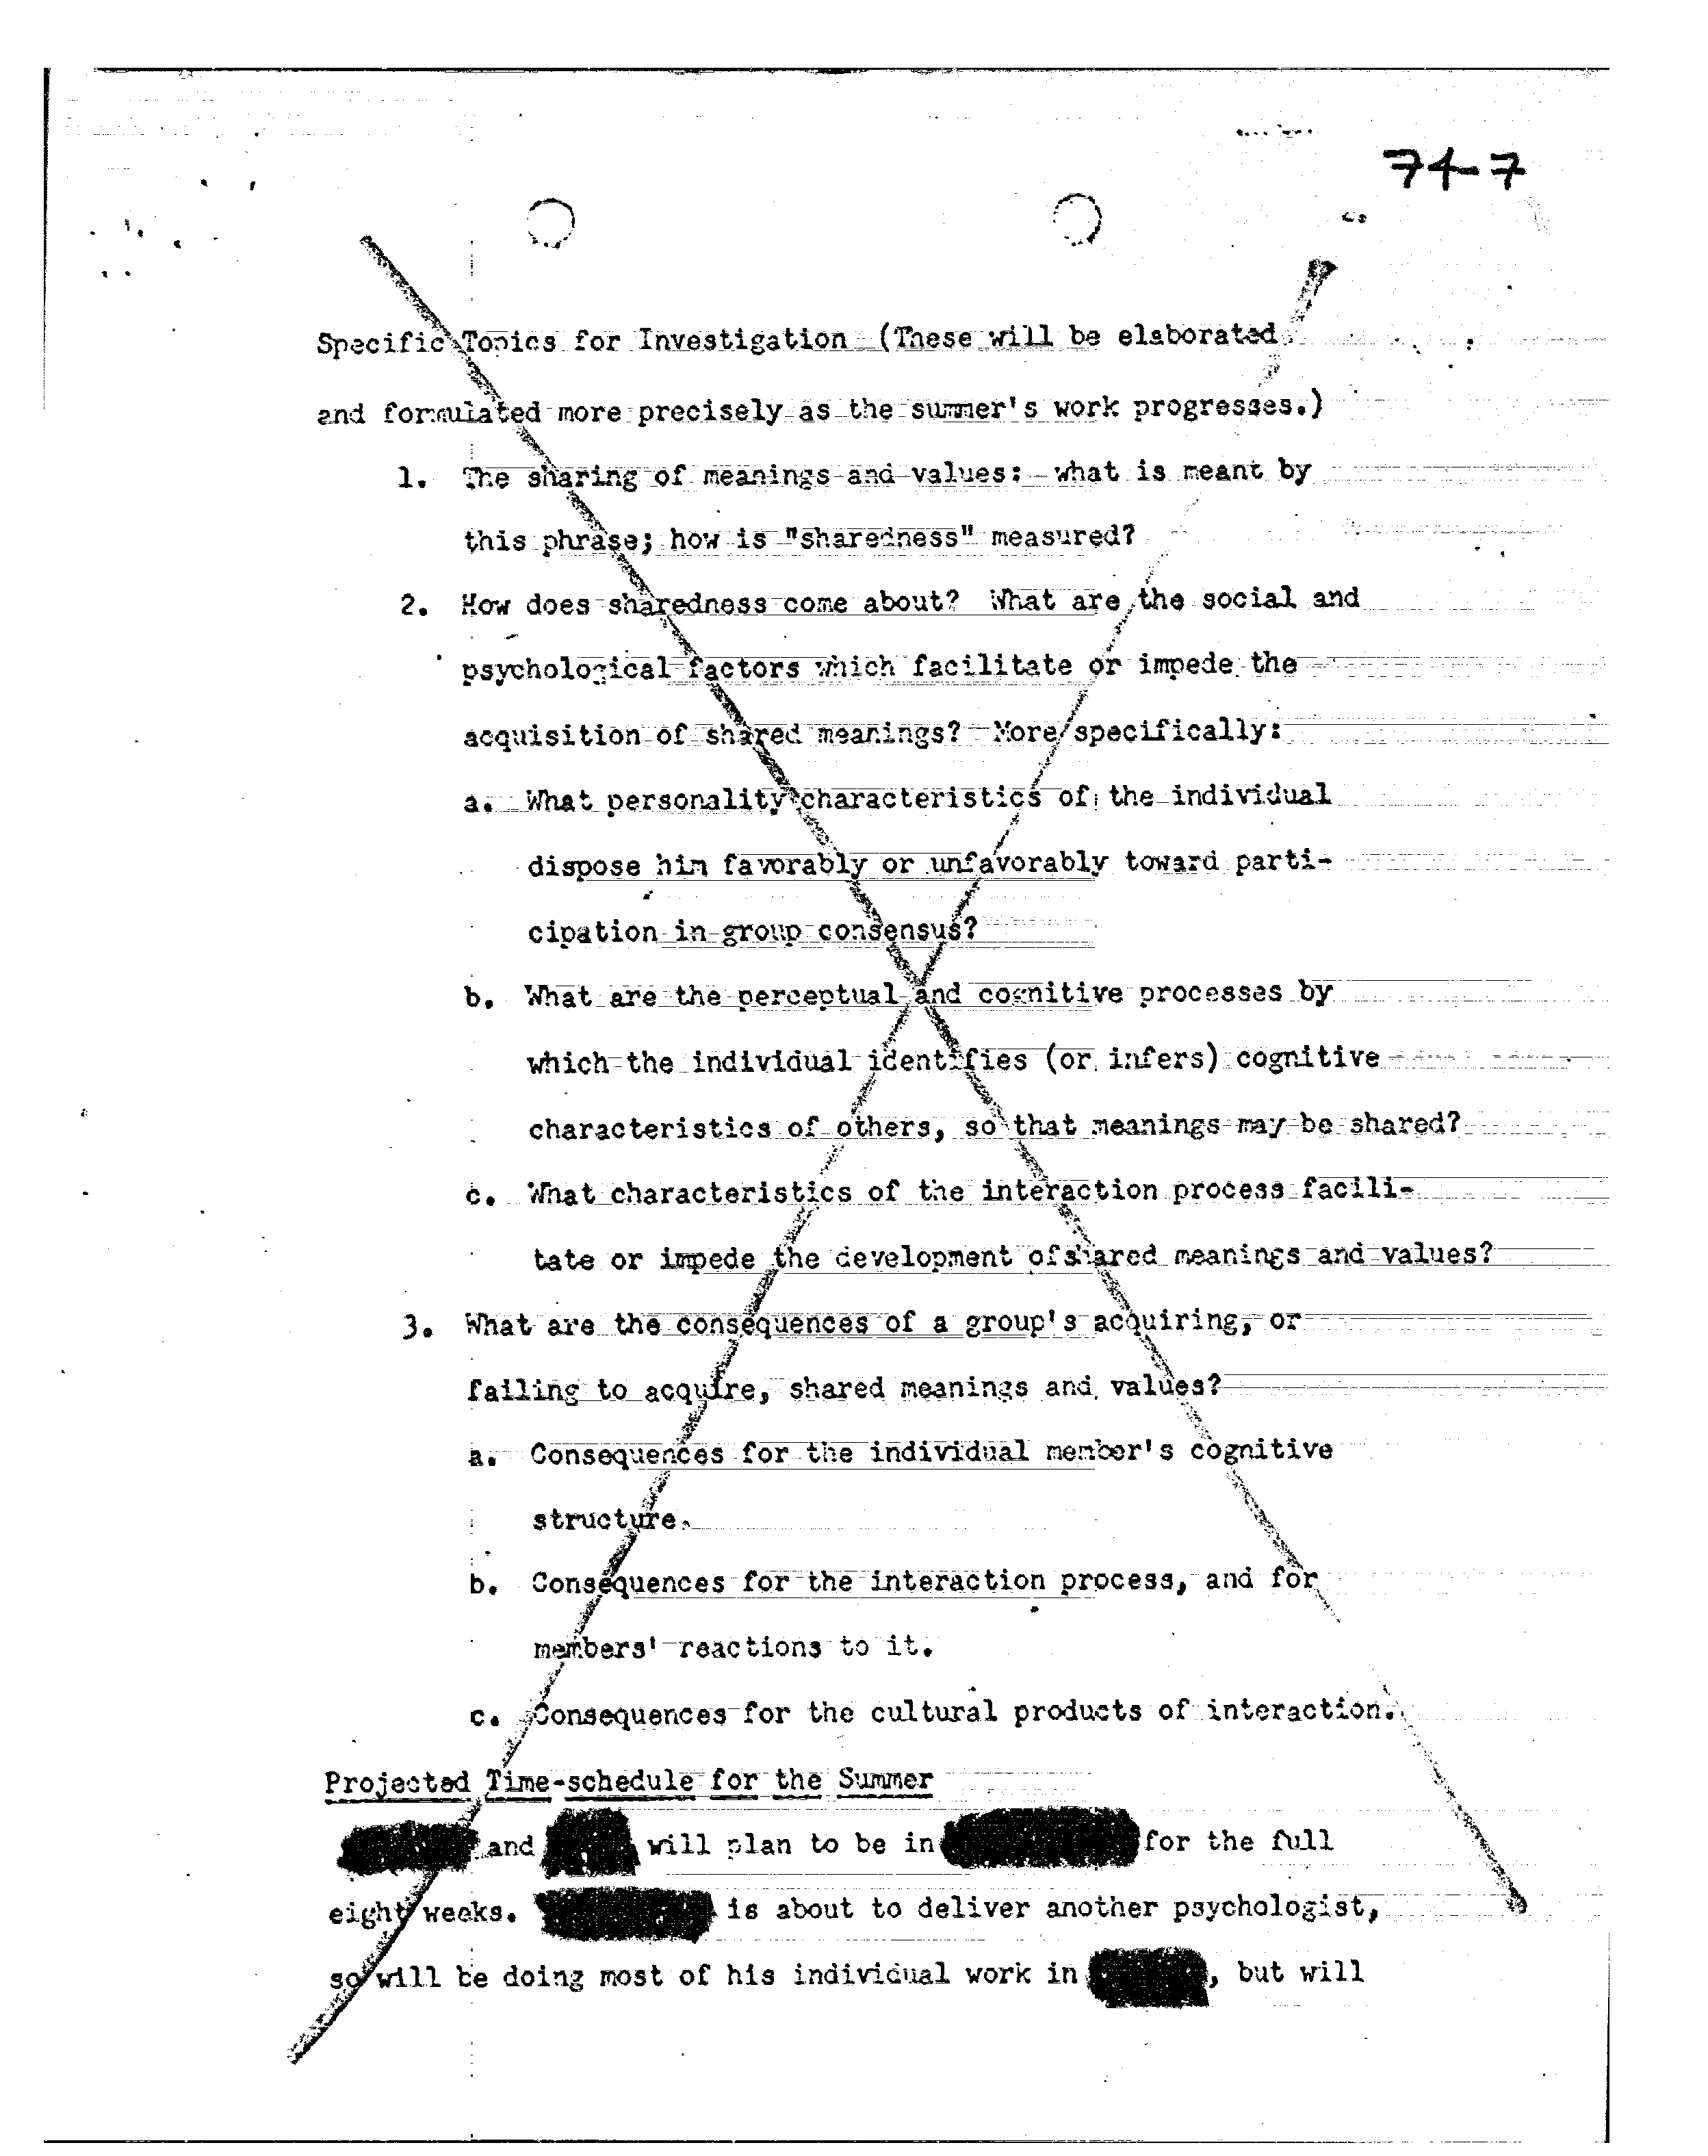 74-7
Specific Topics for Investigation (These will be elaborated
and formulated more precisely as the summer's work progresses.)
1. The sharing of meanings and values: what is meant by
this phrase; how is "sharedness" measured?
2. How does sharedness come about? What are the social and
psychological factors which facilitate or impede the
acquisition of shared meanings? More specifically:
a. What personality characteristics of the individual
dispose him favorably or unfavorably toward parti-
cipation in group consensus?
b. What are the perceptual and cognitive processes by
which the individual identifies (or infers) cognitive
characteristics of others, so that meanings may be shared?
c. What characteristics of the interaction process facili-
tate or impede the development of shared meanings and values?
3. What are the consequences of a group's acquiring, or
failing to acquire, shared meanings and values?
a. Consequences for the individual member's cognitive
structure.
b. Consequences for the interaction process, and for
members' reactions to it.
c. Consequences for the cultural products of interaction.
Projected Time-schedule for the Summer
and will plan to be in for the full
eight weeks. is about to deliver another psychologist,
so will be doing most of his individual work in , but will